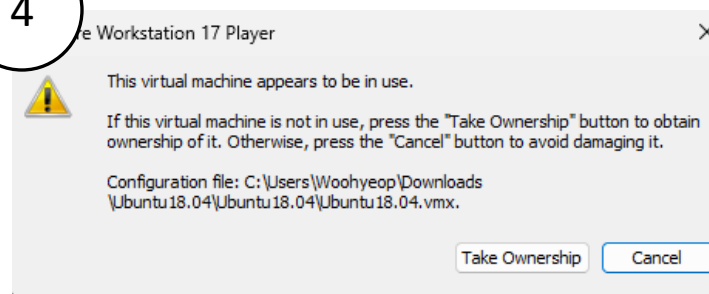 4
re Workstation 17 Player
This virtual machine appears to be in use.
If this virtual machine is not in use, press the "Take Ownership" button to obtain
ownership of it. Otherwise, press the "Cancel" button to avoid damaging it.
Configuration file: C:\Users\Woohyeop\Downloads
\Ubuntu18.04\Ubuntu18.04\Ubuntu18.04.vmx.
Take Ownership Cancel